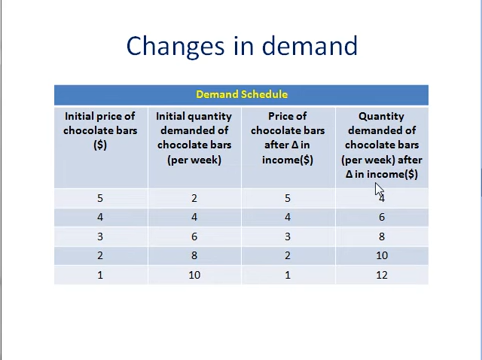 Changes in demand
Demand Schedule
Initial price of chocolate bars ($) Initial quantity demanded of chocolate bars (per week) Price of chocolate bars after Δ in income($) Quantity demanded of chocolate bars (per week) after Δ in income($)
5 2 5 4
4 4 4 6
3 6 3 8
2 8 2 10
1 10 1 12